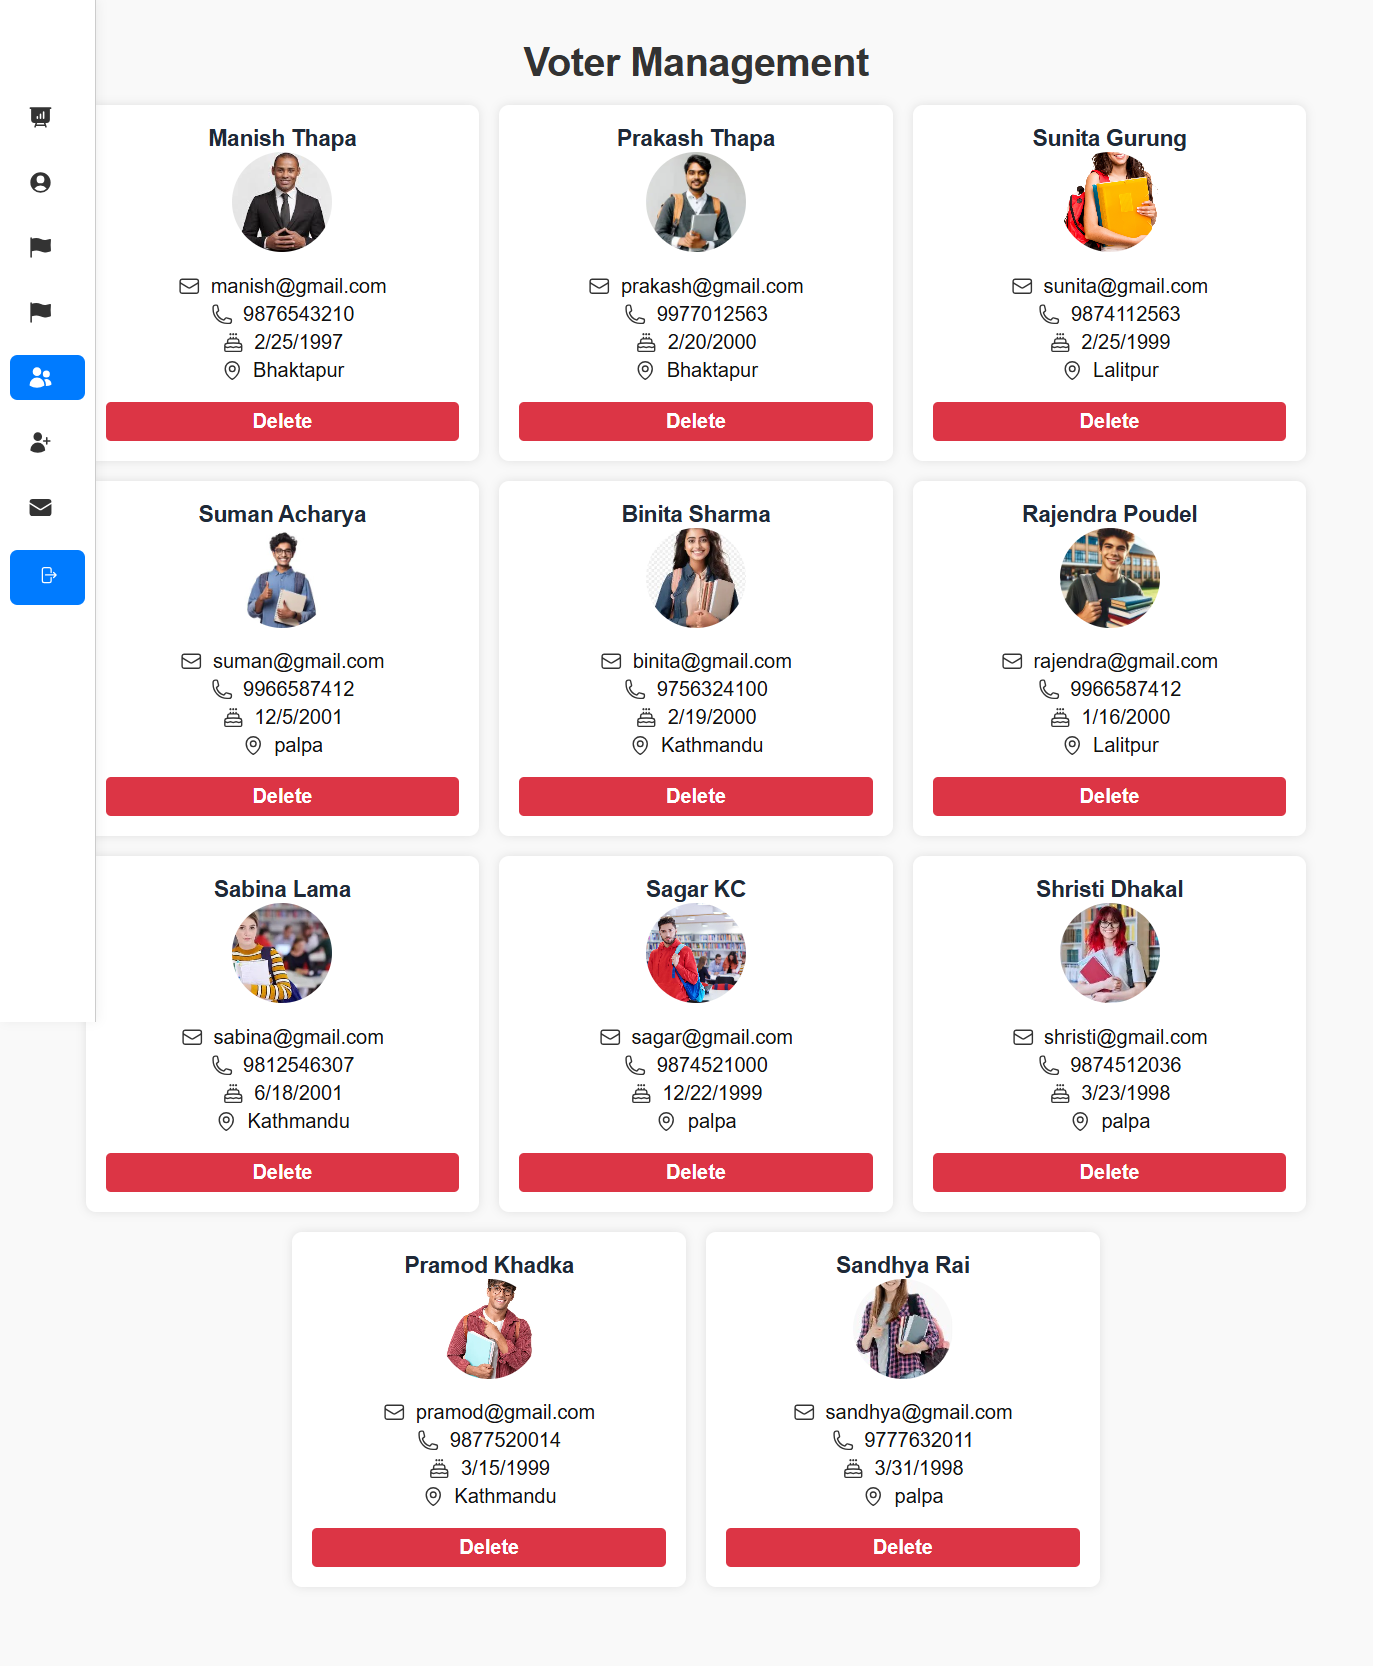 Voter Management
Manish Thapa
manish@gmail.com
9876543210
2/25/1997
Bhaktapur
Delete
Prakash Thapa
prakash@gmail.com
9977012563
2/20/2000
Bhaktapur
Delete
Sunita Gurung
sunita@gmail.com
9874112563
2/25/1999
Lalitpur
Delete
Suman Acharya
suman@gmail.com
9966587412
12/5/2001
palpa
Delete
Binita Sharma
binita@gmail.com
9756324100
2/19/2000
Kathmandu
Delete
Rajendra Poudel
rajendra@gmail.com
9966587412
1/16/2000
Lalitpur
Delete
Sabina Lama
sabina@gmail.com
9812546307
6/18/2001
Kathmandu
Delete
Sagar KC
sagar@gmail.com
9874521000
12/22/1999
palpa
Delete
Shristi Dhakal
shristi@gmail.com
9874512036
3/23/1998
palpa
Delete
Pramod Khadka
pramod@gmail.com
9877520014
3/15/1999
Kathmandu
Delete
Sandhya Rai
sandhya@gmail.com
9777632011
3/31/1998
palpa
Delete